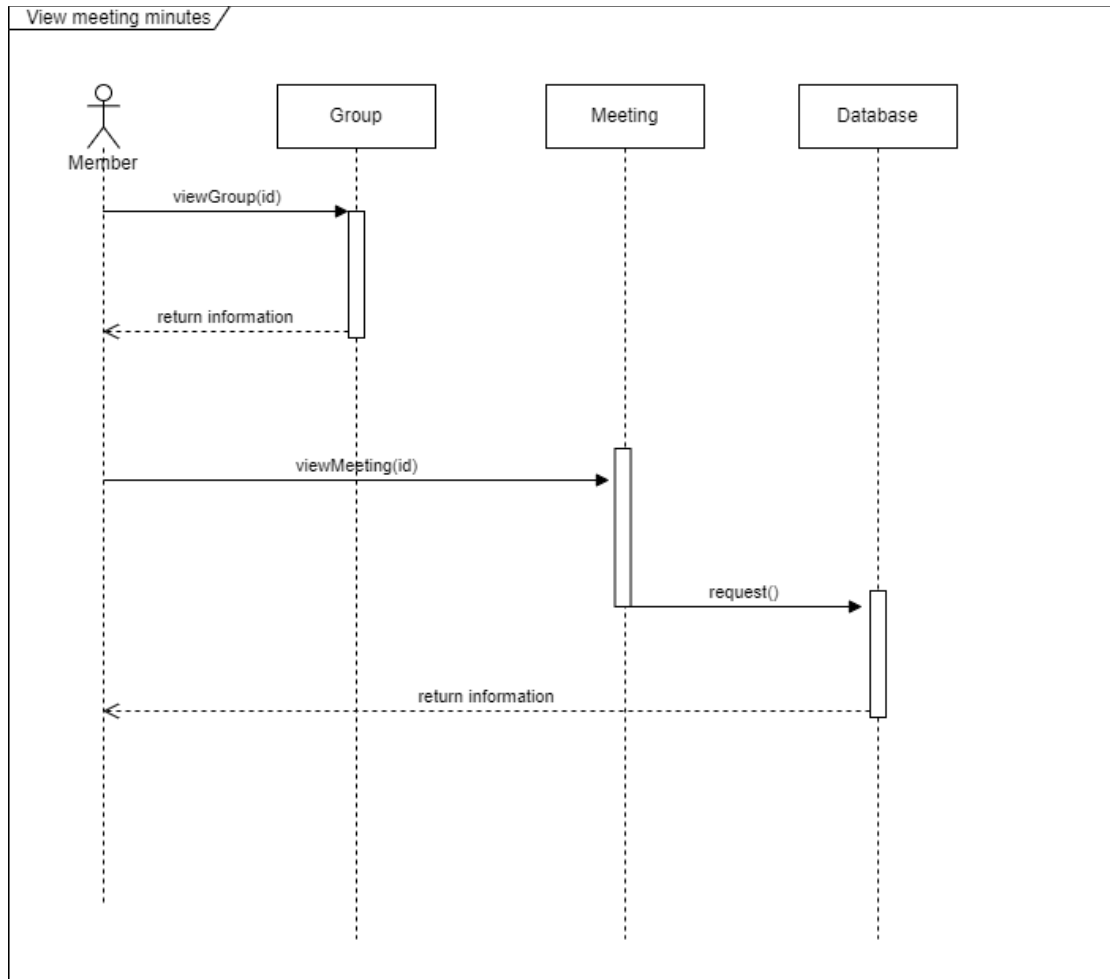 View meeting minutes
Group
Meeting
Database
Member
viewGroup(id)
return information
viewMeeting(id)
request()
return information